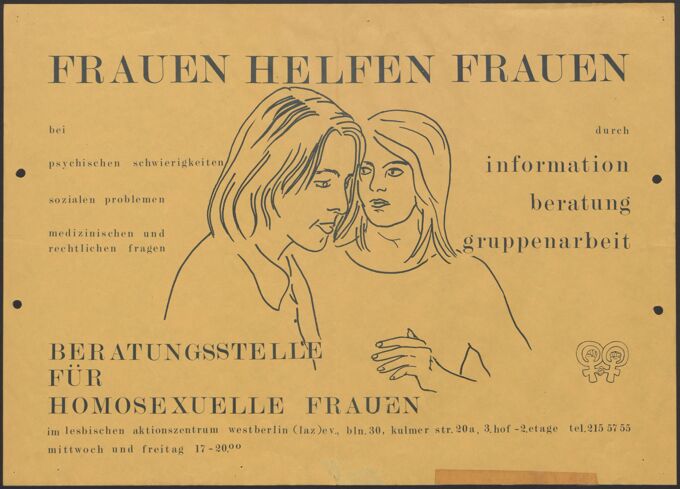 FRAUEN HELFEN FRAUEN
bei
psychischen schwierigkeiten
sozialen problemen
medizinischen und
rechtlichen fragen
durch
information
beratung
gruppenarbeit
BERATUNGSSTELLE
FÜR
HOMOSEXUELLE FRAUEN
im lesbischen aktionszentrum westberlin (laz)ev., bln. 30, kulmer str. 20a, 3. hof -2. etage tel. 215 57 55
mittwoch und freitag 17-20.00